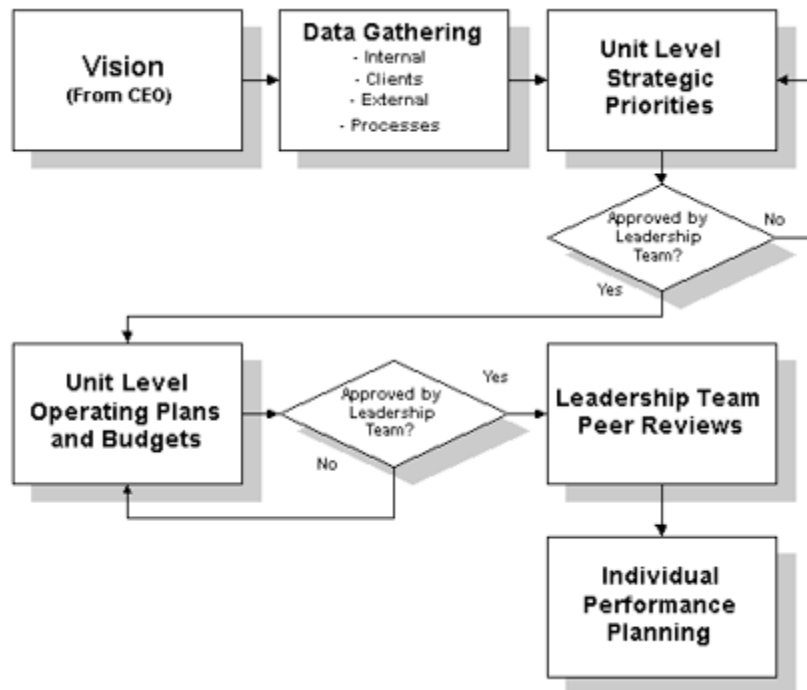 Vision
(From CEO)
Data Gathering
- Internal
- Clients
- External
- Processes
Unit Level
Strategic
Priorities
Approved by
Leadership
Team?
No
Yes
Unit Level
Operating Plans
and Budgets
Approved by
Leadership
Team?
Yes
No
Leadership Team
Peer Reviews
Individual
Performance
Planning